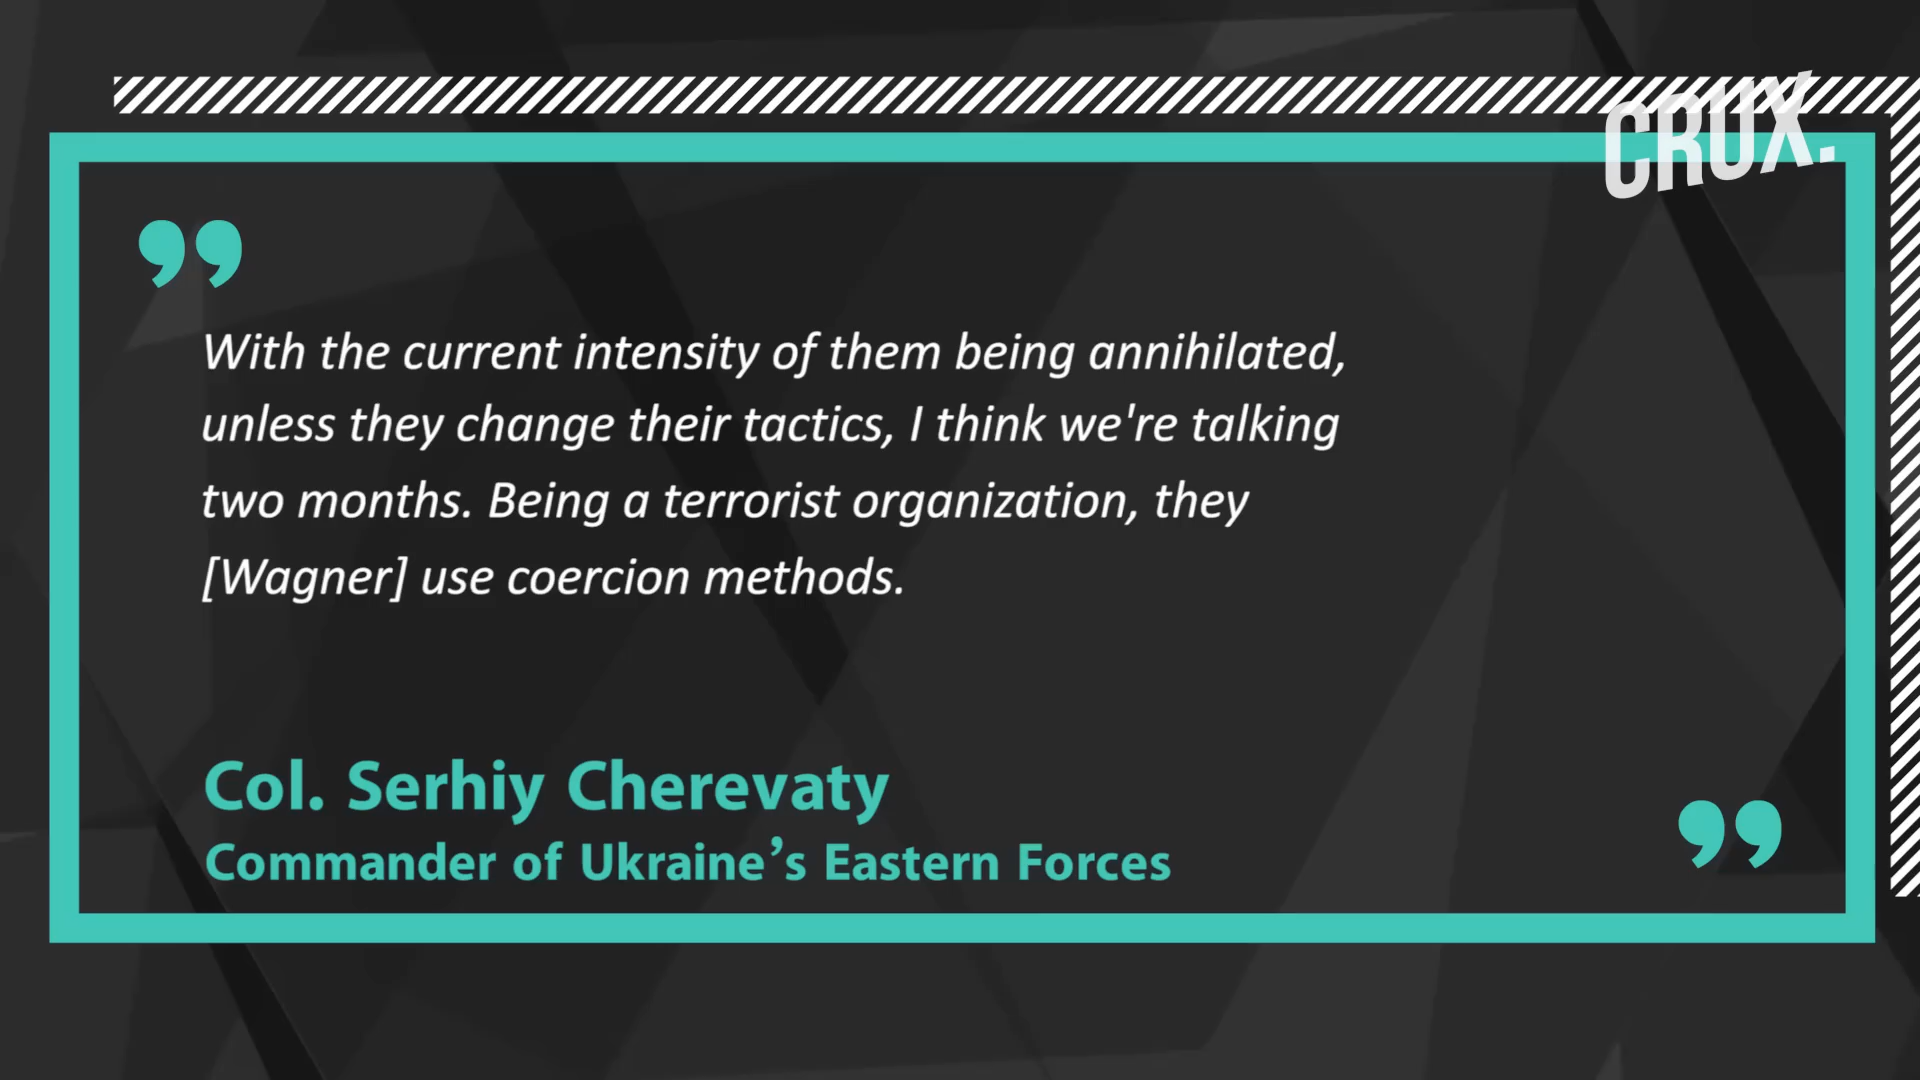 CRUX.
”
With the current intensity of them being annihilated,
unless they change their tactics, I think we're talking
two months. Being a terrorist organization, they
[Wagner] use coercion methods.
Col. Serhiy Cherevaty
Commander of Ukraine’s Eastern Forces
”